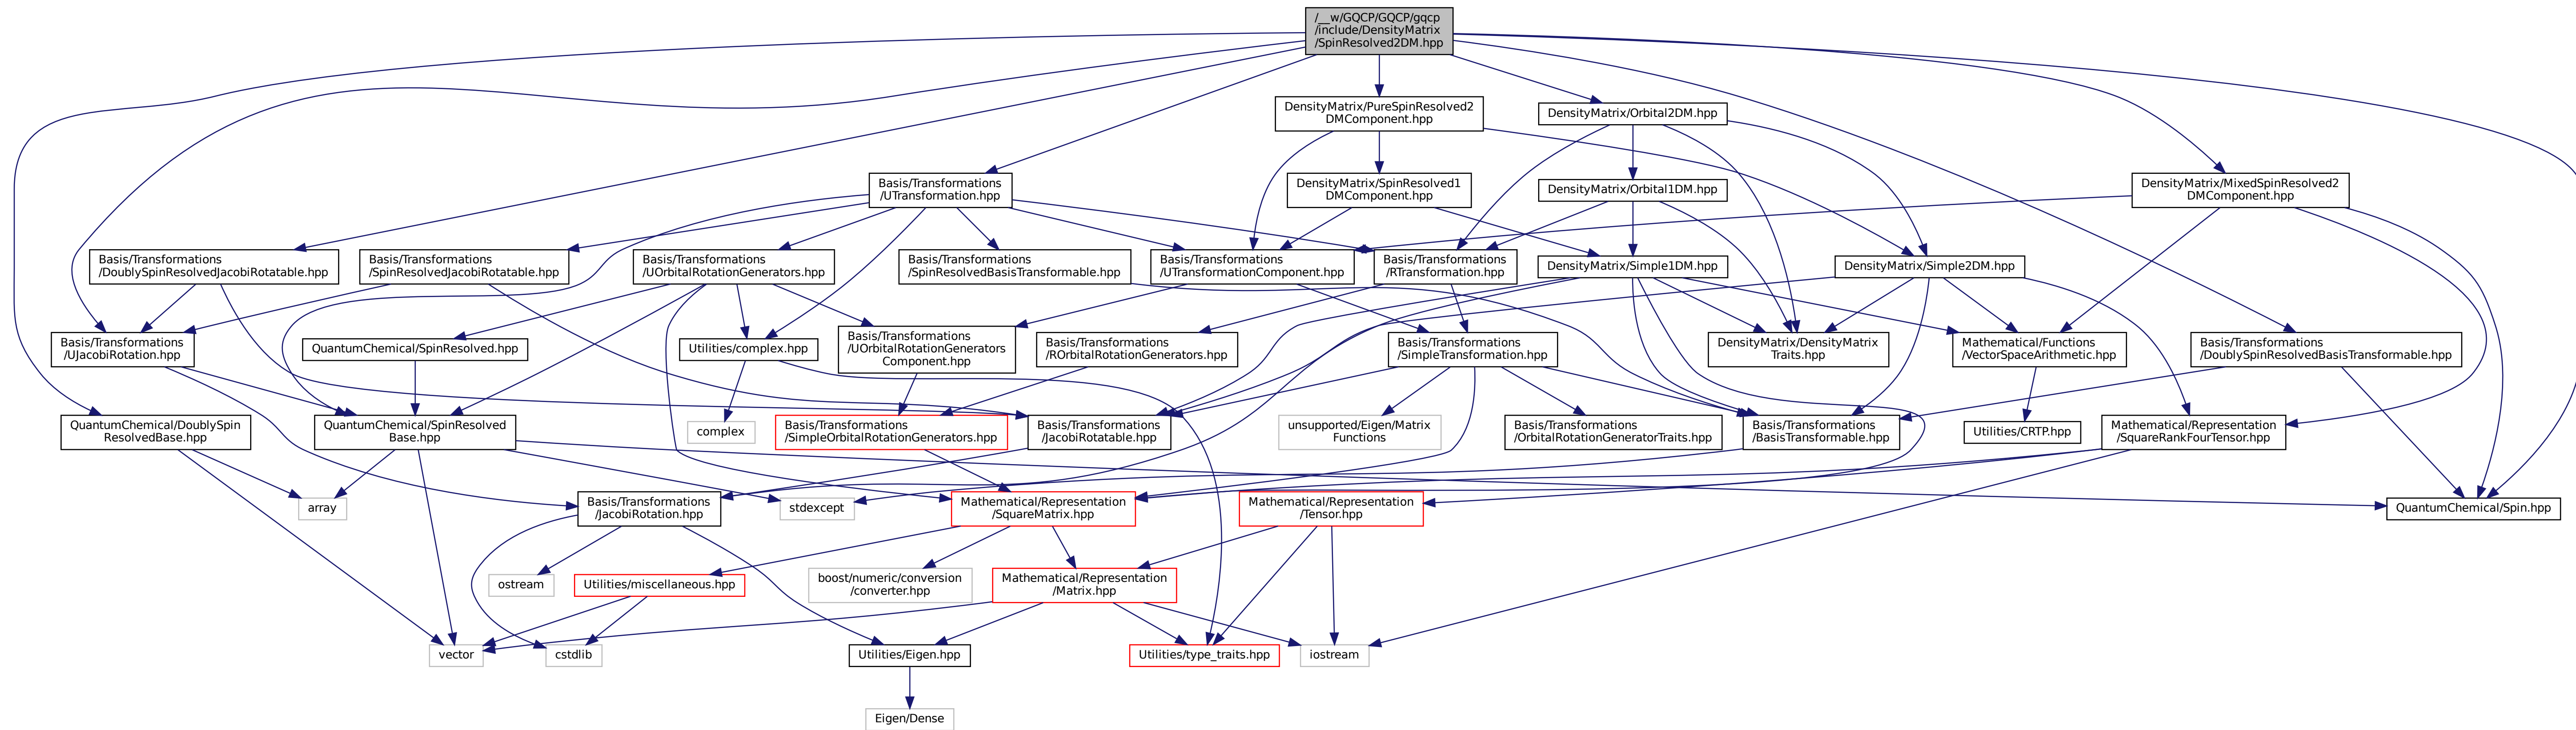 /__w/GQCP/GQCP/gqcp
/include/DensityMatrix
/SpinResolved2DM.hpp
DensityMatrix/PureSpinResolved2
DMComponent.hpp
DensityMatrix/Orbital2DM.hpp
Basis/Transformations
/UTransformation.hpp
DensityMatrix/SpinResolved1
DMComponent.hpp
DensityMatrix/Orbital1DM.hpp
DensityMatrix/MixedSpinResolved2
DMComponent.hpp
Basis/Transformations
/DoublySpinResolvedJacobiRotatable.hpp
Basis/Transformations
/SpinResolvedJacobiRotatable.hpp
Basis/Transformations
/UOrbitalRotationGenerators.hpp
Basis/Transformations
/SpinResolvedBasisTransformable.hpp
Basis/Transformations
/UTransformationComponent.hpp
Basis/Transformations
/RTransformation.hpp
DensityMatrix/Simple1DM.hpp
DensityMatrix/Simple2DM.hpp
Basis/Transformations
/UJacobiRotation.hpp
QuantumChemical/SpinResolved.hpp
Utilities/complex.hpp
Basis/Transformations
/UOrbitalRotationGenerators
Component.hpp
Basis/Transformations
/ROrbitalRotationGenerators.hpp
Basis/Transformations
/SimpleTransformation.hpp
DensityMatrix/DensityMatrix
Traits.hpp
Mathematical/Functions
/VectorSpaceArithmetic.hpp
Basis/Transformations
/DoublySpinResolvedBasisTransformable.hpp
QuantumChemical/DoublySpin
ResolvedBase.hpp
QuantumChemical/SpinResolved
Base.hpp
complex
Basis/Transformations
/SimpleOrbitalRotationGenerators.hpp
Basis/Transformations
/JacobiRotatable.hpp
unsupported/Eigen/Matrix
Functions
Basis/Transformations
/OrbitalRotationGeneratorTraits.hpp
Basis/Transformations
/BasisTransformable.hpp
Utilities/CRTP.hpp
Mathematical/Representation
/SquareRankFourTensor.hpp
array
Basis/Transformations
/JacobiRotation.hpp
stdexcept
Mathematical/Representation
/SquareMatrix.hpp
Mathematical/Representation
/Tensor.hpp
QuantumChemical/Spin.hpp
ostream
Utilities/miscellaneous.hpp
boost/numeric/conversion
/converter.hpp
Mathematical/Representation
/Matrix.hpp
vector
cstdlib
Utilities/Eigen.hpp
Utilities/type_traits.hpp
iostream
Eigen/Dense